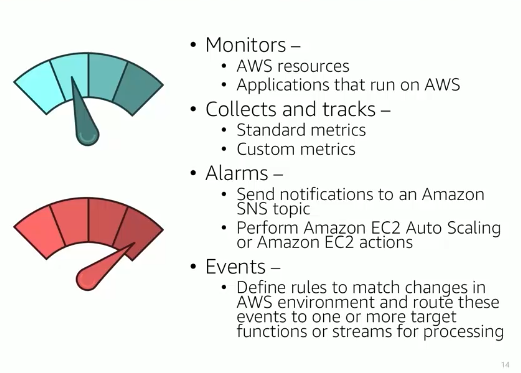 • Monitors –
• AWS resources
• Applications that run on AWS
• Collects and tracks –
• Standard metrics
• Custom metrics
• Alarms –
• Send notifications to an Amazon
SNS topic
• Perform Amazon EC2 Auto Scaling
or Amazon EC2 actions
• Events –
• Define rules to match changes in
AWS environment and route these
events to one or more target
functions or streams for processing
14